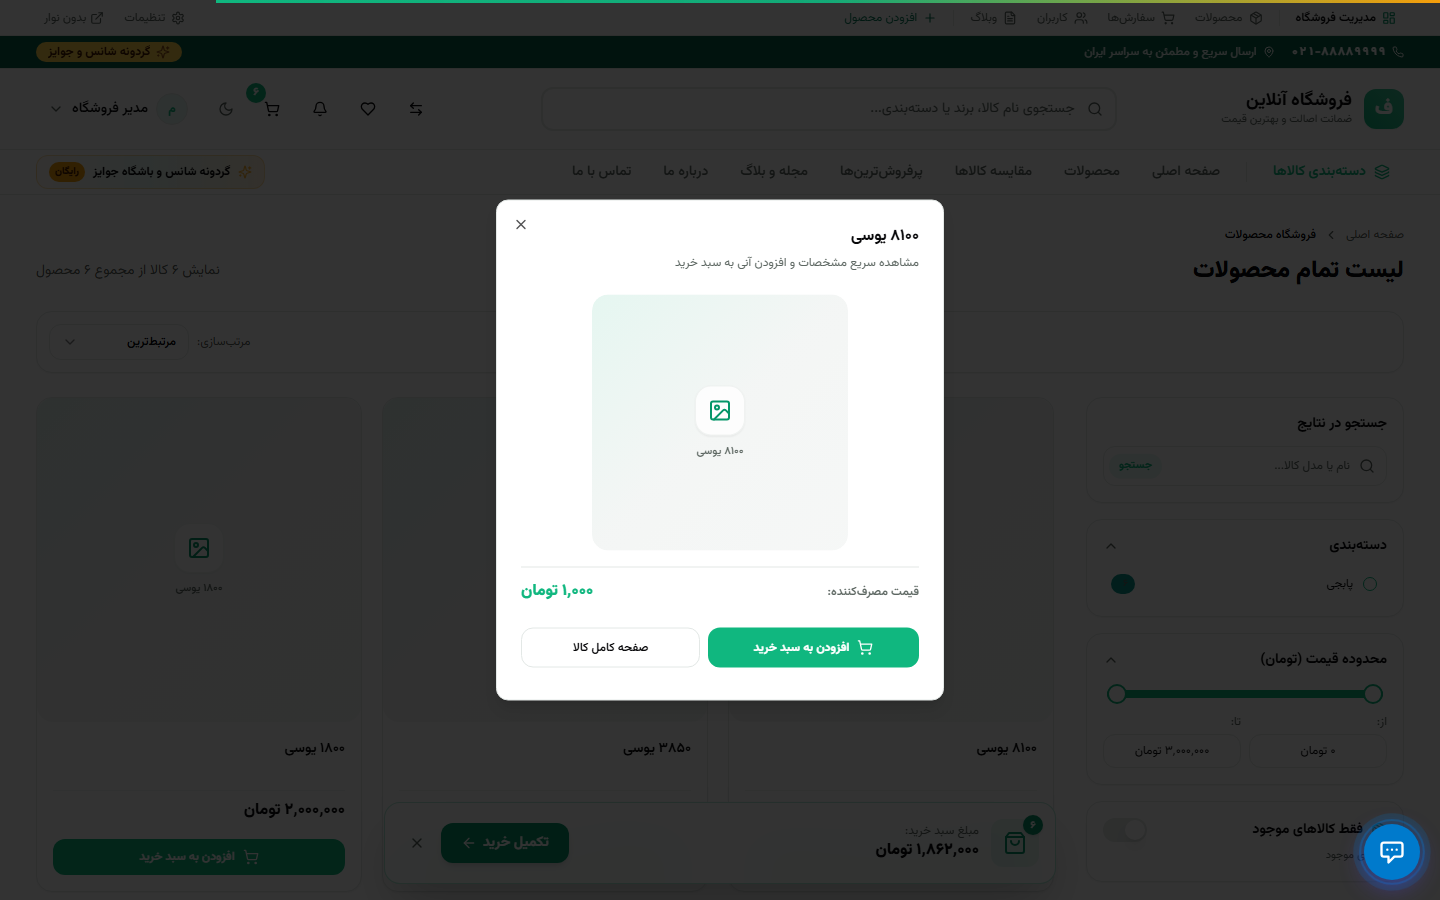 مدیریت فروشگاه
محصولات
سفارش‌ها
کاربران
وبلاگ
افزودن محصول
تنظیمات
بدون نوار
۰۲۱-۸۸۸۸۹۹۹۹
ارسال سریع و مطمئن به سراسر ایران
گردونه شانس و جوایز
ف
فروشگاه آنلاین
ضمانت اصالت و بهترین قیمت
جستجوی نام کالا، برند یا دسته‌بندی...
۶
م
مدیر فروشگاه
دسته‌بندی کالاها
صفحه اصلی
محصولات
مقایسه کالاها
پرفروش‌ترین‌ها
مجله و بلاگ
درباره ما
تماس با ما
گردونه شانس و باشگاه جوایز
رایگان
صفحه اصلی
فروشگاه محصولات
لیست تمام محصولات
نمایش ۶ کالا از مجموع ۶ محصول
مرتب‌سازی:
مرتبط‌ترین
۸۱۰۰ یوسی
مشاهده سریع مشخصات و افزودن آنی به سبد خرید
۸۱۰۰ یوسی
قیمت مصرف‌کننده:
۱,۰۰۰ تومان
افزودن به سبد خرید
صفحه کامل کالا
جستجو در نتایج
نام یا مدل کالا...
جستجو
دسته‌بندی
پابجی
محدوده قیمت (تومان)
از:
تا:
۰ تومان
۳,۰۰۰,۰۰۰ تومان
فقط کالاهای موجود
موجود
۸۱۰۰ یوسی
۳۸۵۰ یوسی
۱۸۰۰ یوسی
۱۸۰۰ یوسی
۲,۰۰۰,۰۰۰ تومان
افزودن به سبد خرید
۶
مبلغ سبد خرید:
۱,۸۶۲,۰۰۰ تومان
تکمیل خرید